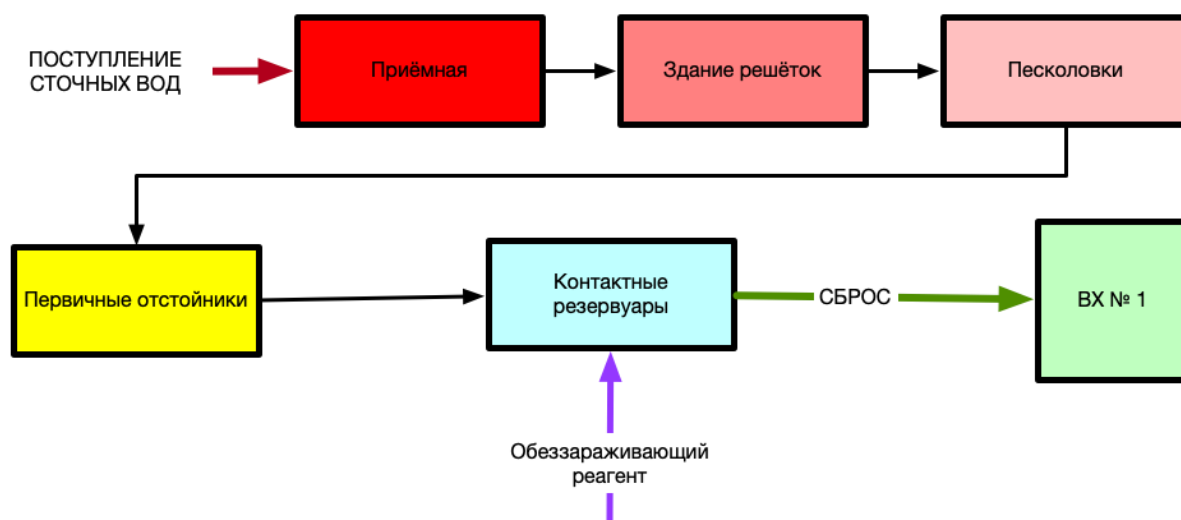 ПОСТУПЛЕНИЕ
СТОЧНЫХ ВОД
Приёмная
Здание решёток
Песколовки
Первичные отстойники
Контактные
резервуары
СБРОС
ВХ № 1
Обеззараживающий
реагент